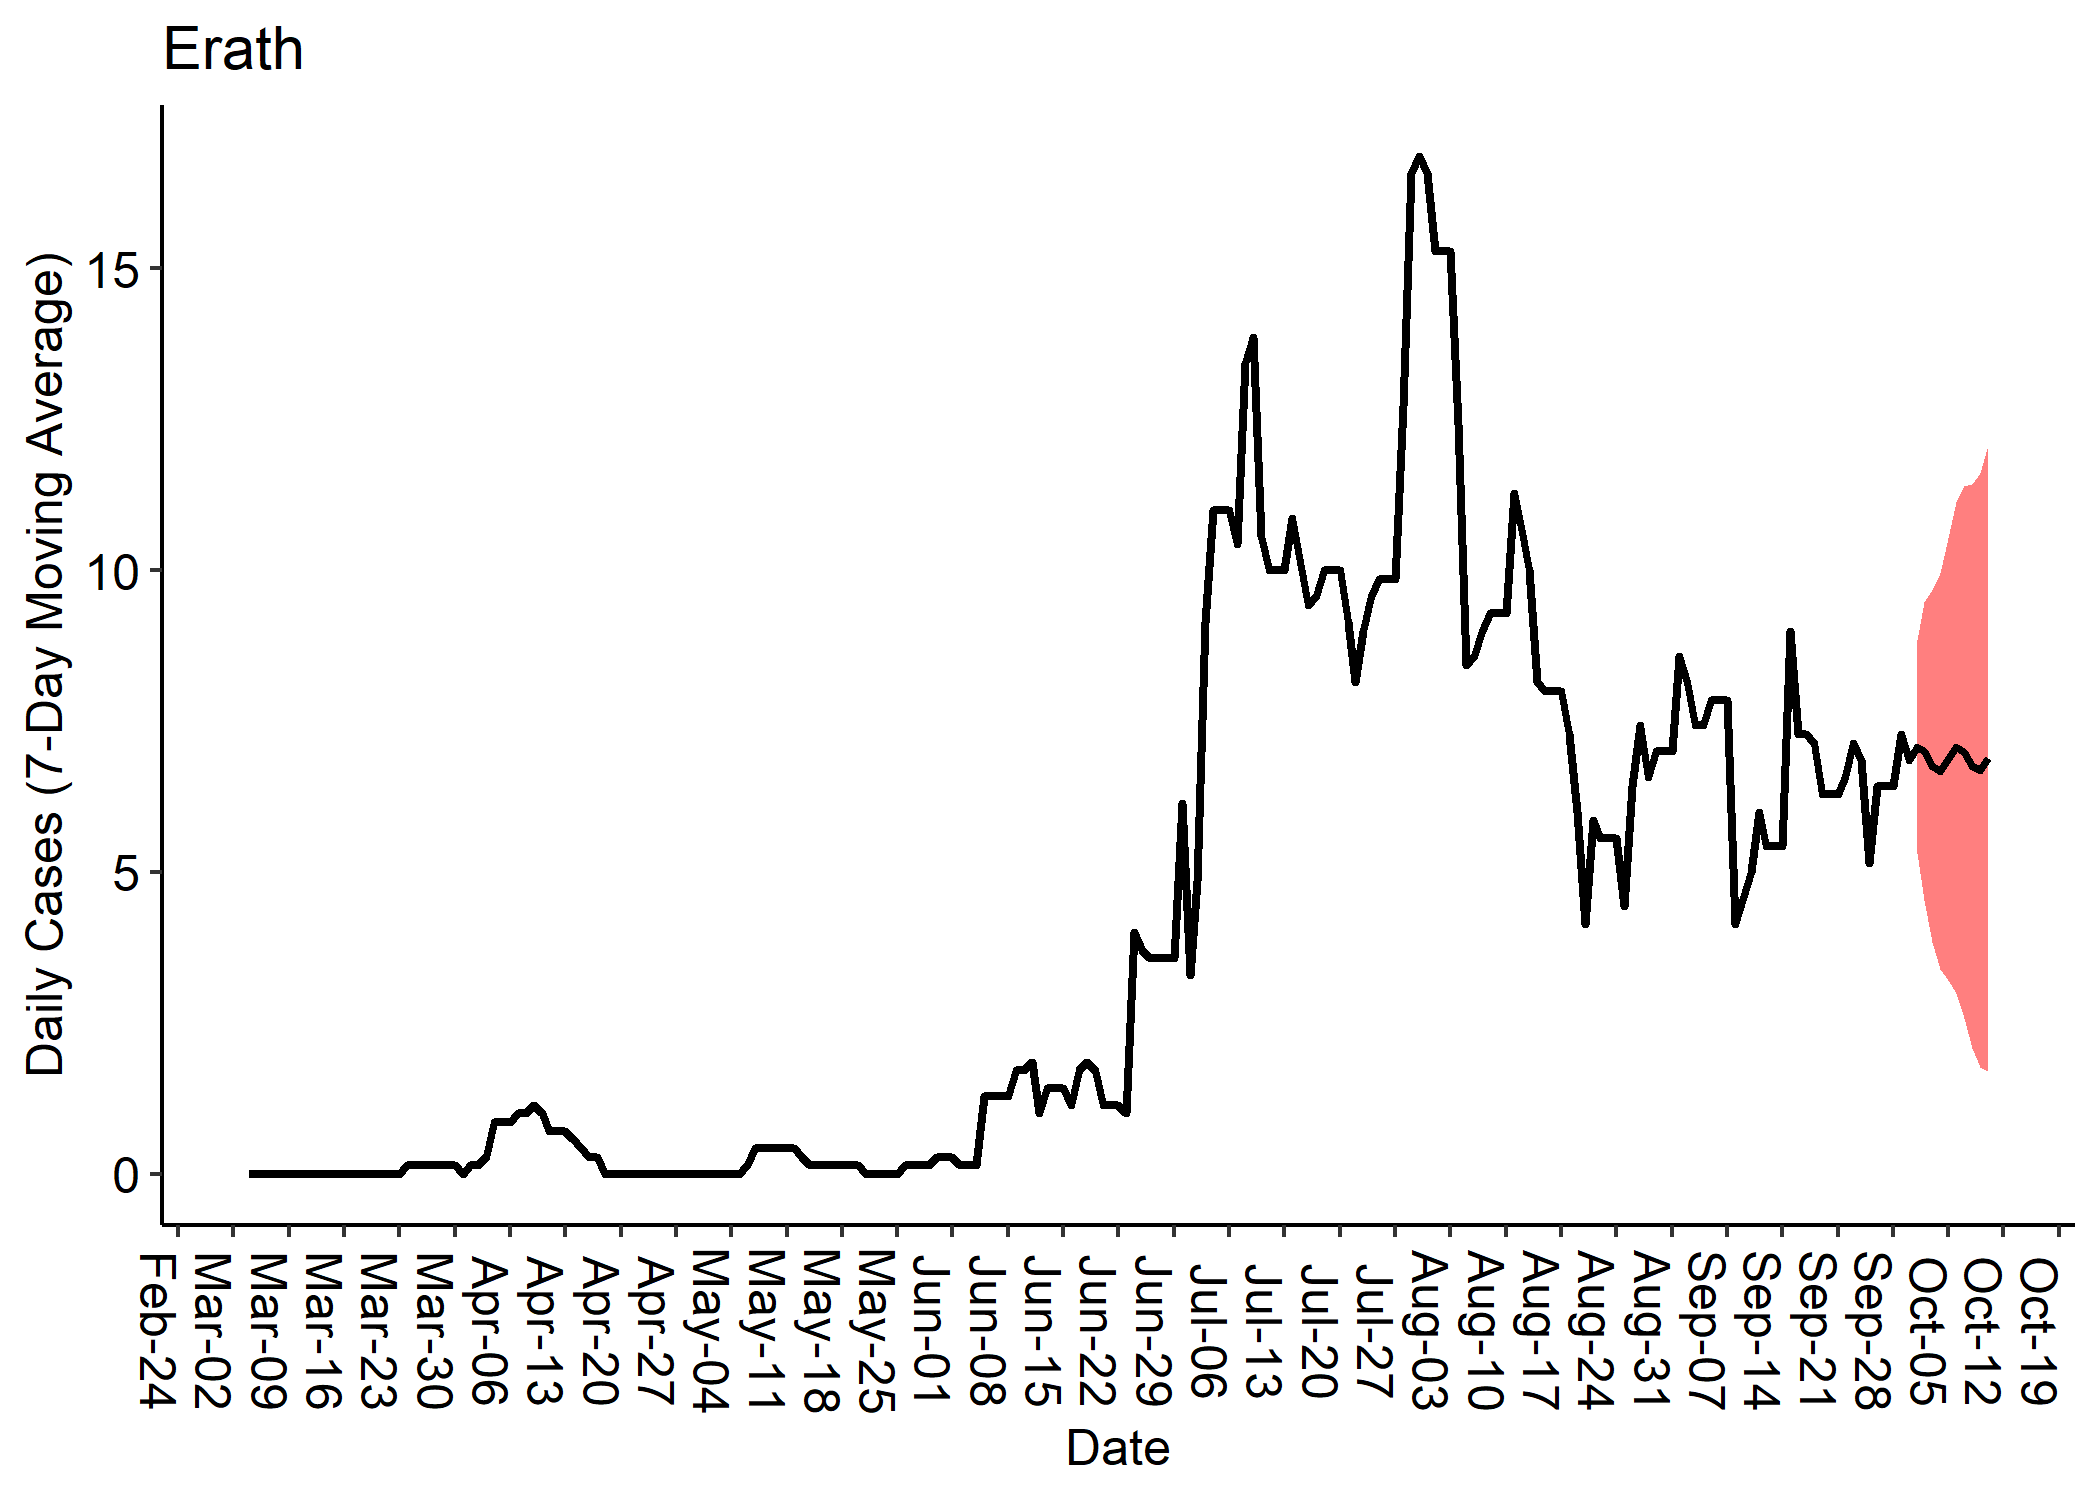 Erath
Daily Cases (7-Day Moving Average)
15
10
5
0
Feb-24
Mar-02
Mar-09
Mar-16
Mar-23
Mar-30
Apr-06
Apr-13
Apr-20
Apr-27
May-04
May-11
May-18
May-25
Jun-01
Jun-08
Jun-15
Jun-22
Jun-29
Jul-06
Jul-13
Jul-20
Jul-27
Aug-03
Aug-10
Aug-17
Aug-24
Aug-31
Sep-07
Sep-14
Sep-21
Sep-28
Oct-05
Oct-12
Oct-19
Date